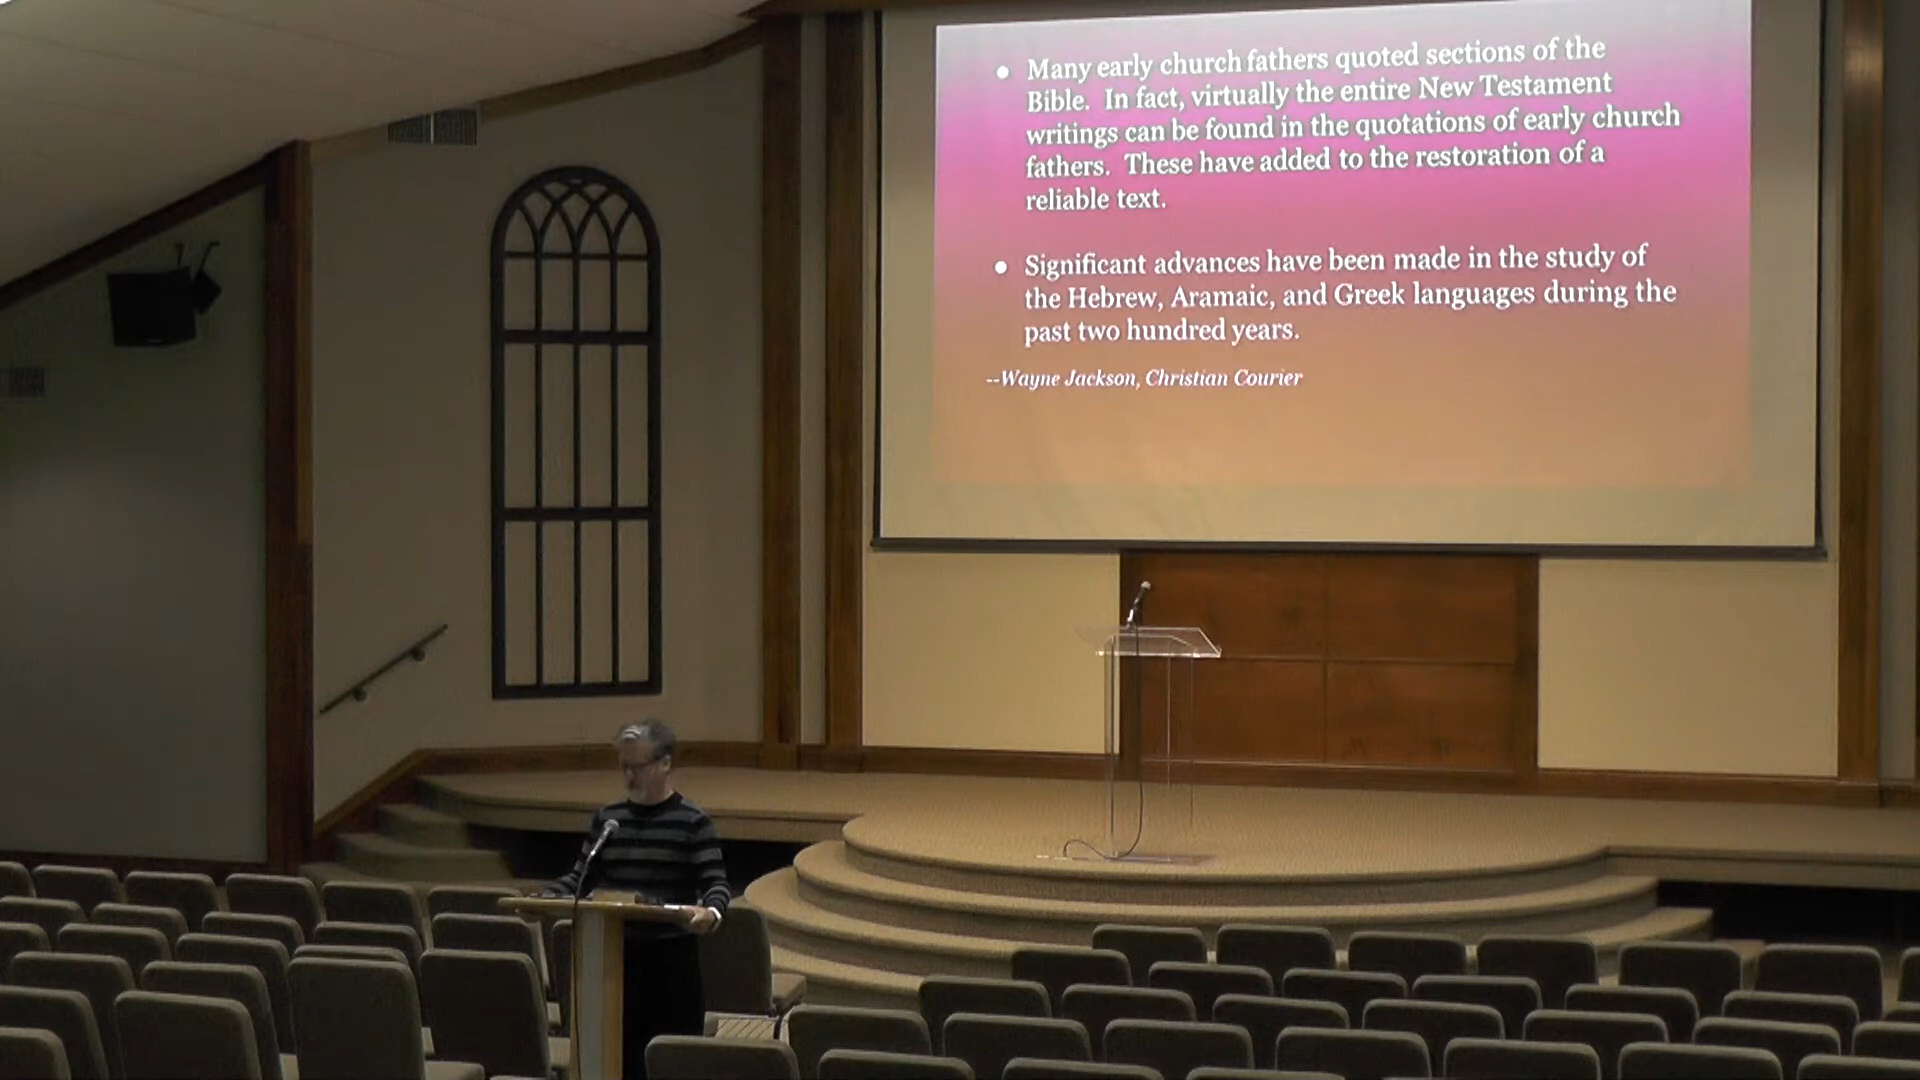 ● Many early church fathers quoted sections of the
Bible. In fact, virtually the entire New Testament
writings can be found in the quotations of early church
fathers. These have added to the restoration of a
reliable text.
● Significant advances have been made in the study of
the Hebrew, Aramaic, and Greek languages during the
past two hundred years.
--Wayne Jackson, Christian Courier